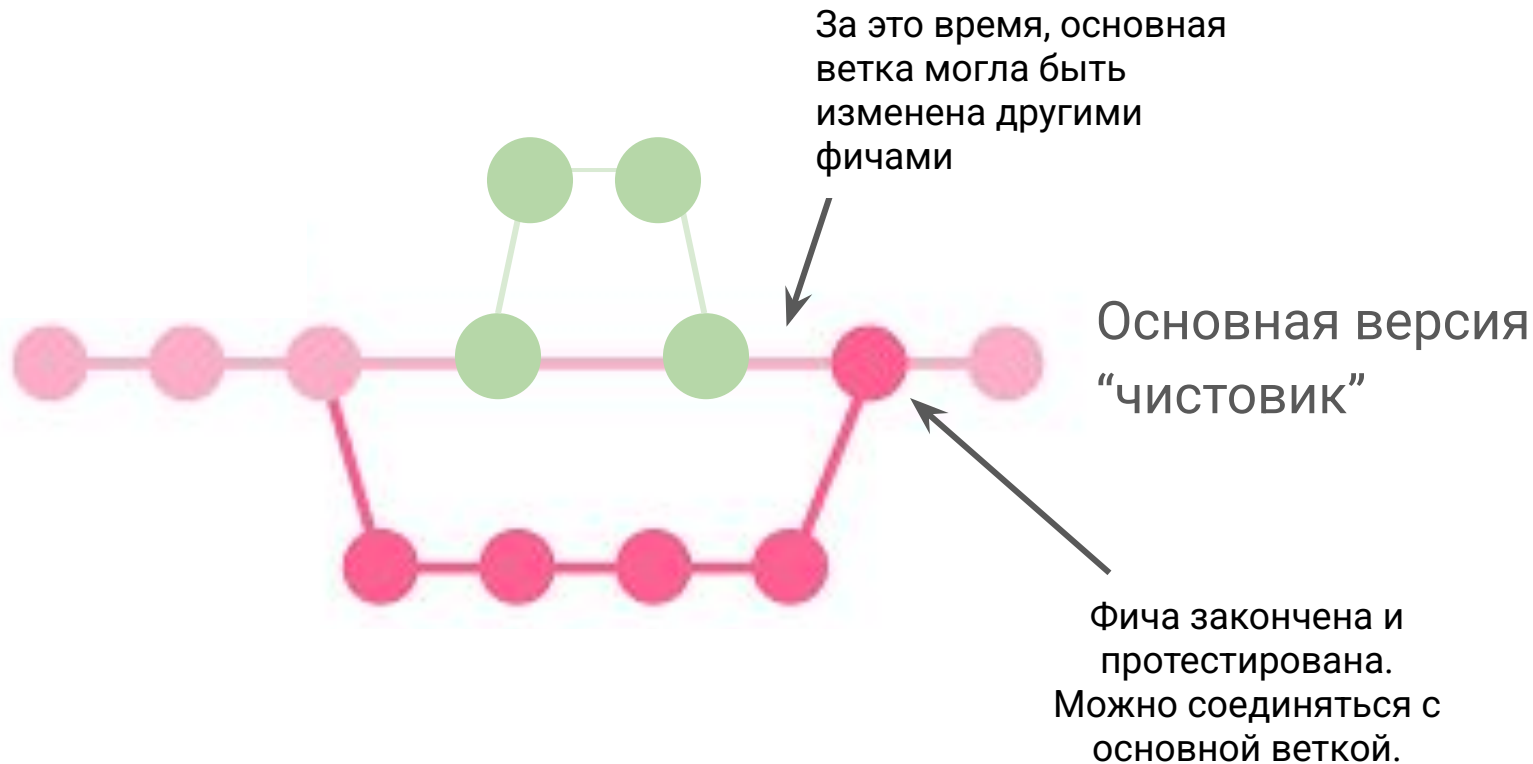 За это время, основная
ветка могла быть
изменена другими
фичами
Основная версия
“чистовик”
Фича закончена и
протестирована.
Можно соединяться с
основной веткой.